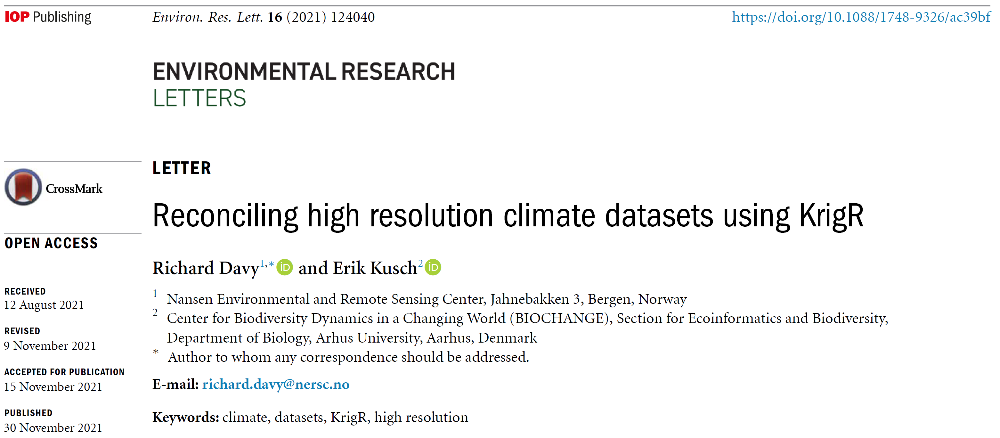 IOP Publishing
Environ. Res. Lett. 16 (2021) 124040
https://doi.org/10.1088/1748-9326/ac39bf
ENVIRONMENTAL RESEARCH
LETTERS
CrossMark
OPEN ACCESS
RECEIVED
12 August 2021
REVISED
9 November 2021
ACCEPTED FOR PUBLICATION
15 November 2021
PUBLISHED
30 November 2021
LETTER
Reconciling high resolution climate datasets using KrigR
Richard Davy1,* iD and Erik Kusch2 iD
1 Nansen Environmental and Remote Sensing Center, Jahnebakken 3, Bergen, Norway
2 Center for Biodiversity Dynamics in a Changing World (BIOCHANGE), Section for Ecoinformatics and Biodiversity,
Department of Biology, Arhus University, Aarhus, Denmark
* Author to whom any correspondence should be addressed.
E-mail: richard.davy@nersc.no
Keywords: climate, datasets, KrigR, high resolution